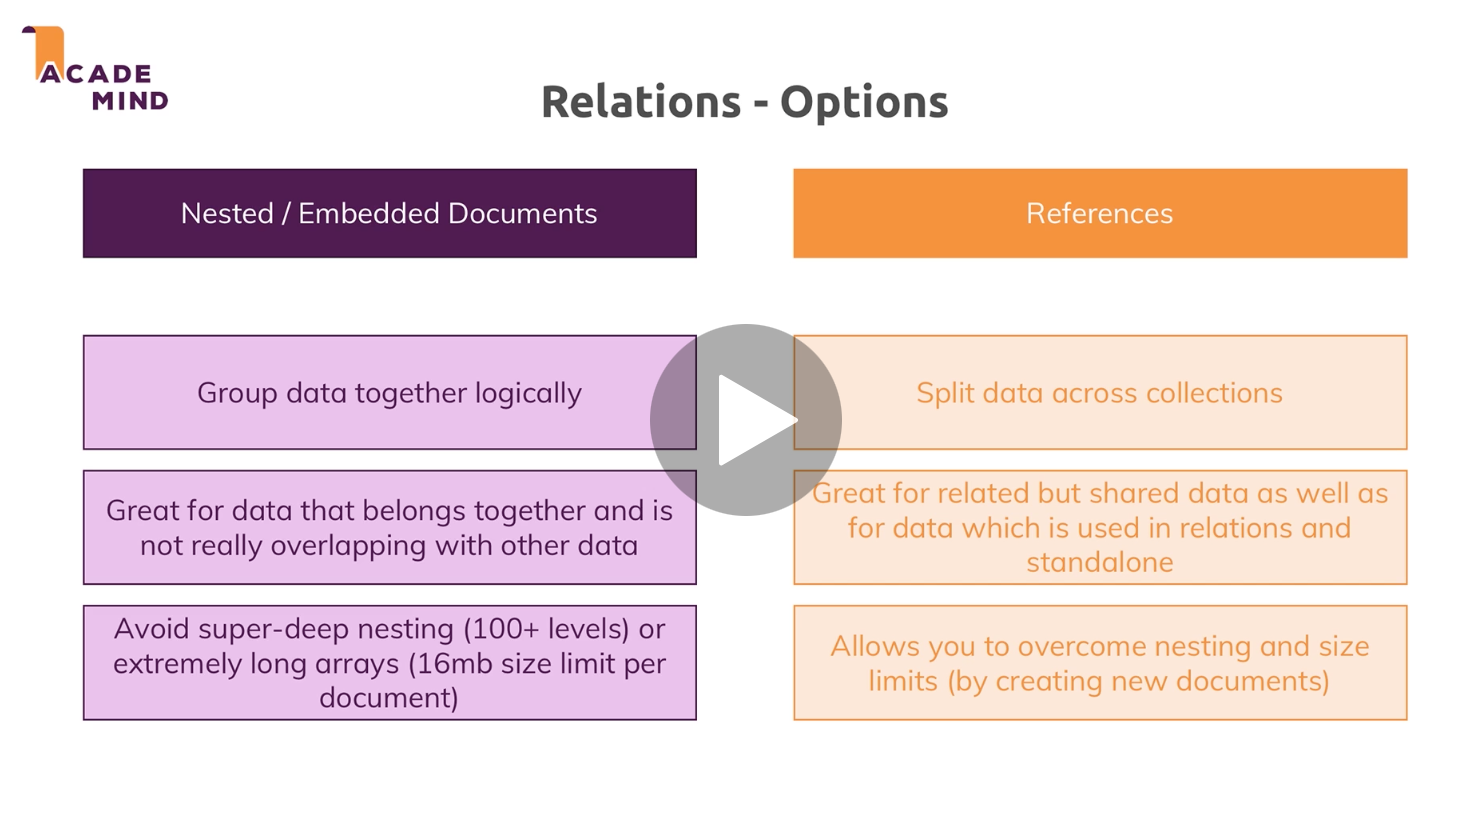 ACADE
MIND
Relations - Options
Nested / Embedded Documents
References
Group data together logically
Split data across collections
Great for data that belongs together and is
not really overlapping with other data
Great for related but shared data as well as
for data which is used in relations and
standalone
Avoid super-deep nesting (100+ levels) or
extremely long arrays (16mb size limit per
document)
Allows you to overcome nesting and size
limits (by creating new documents)